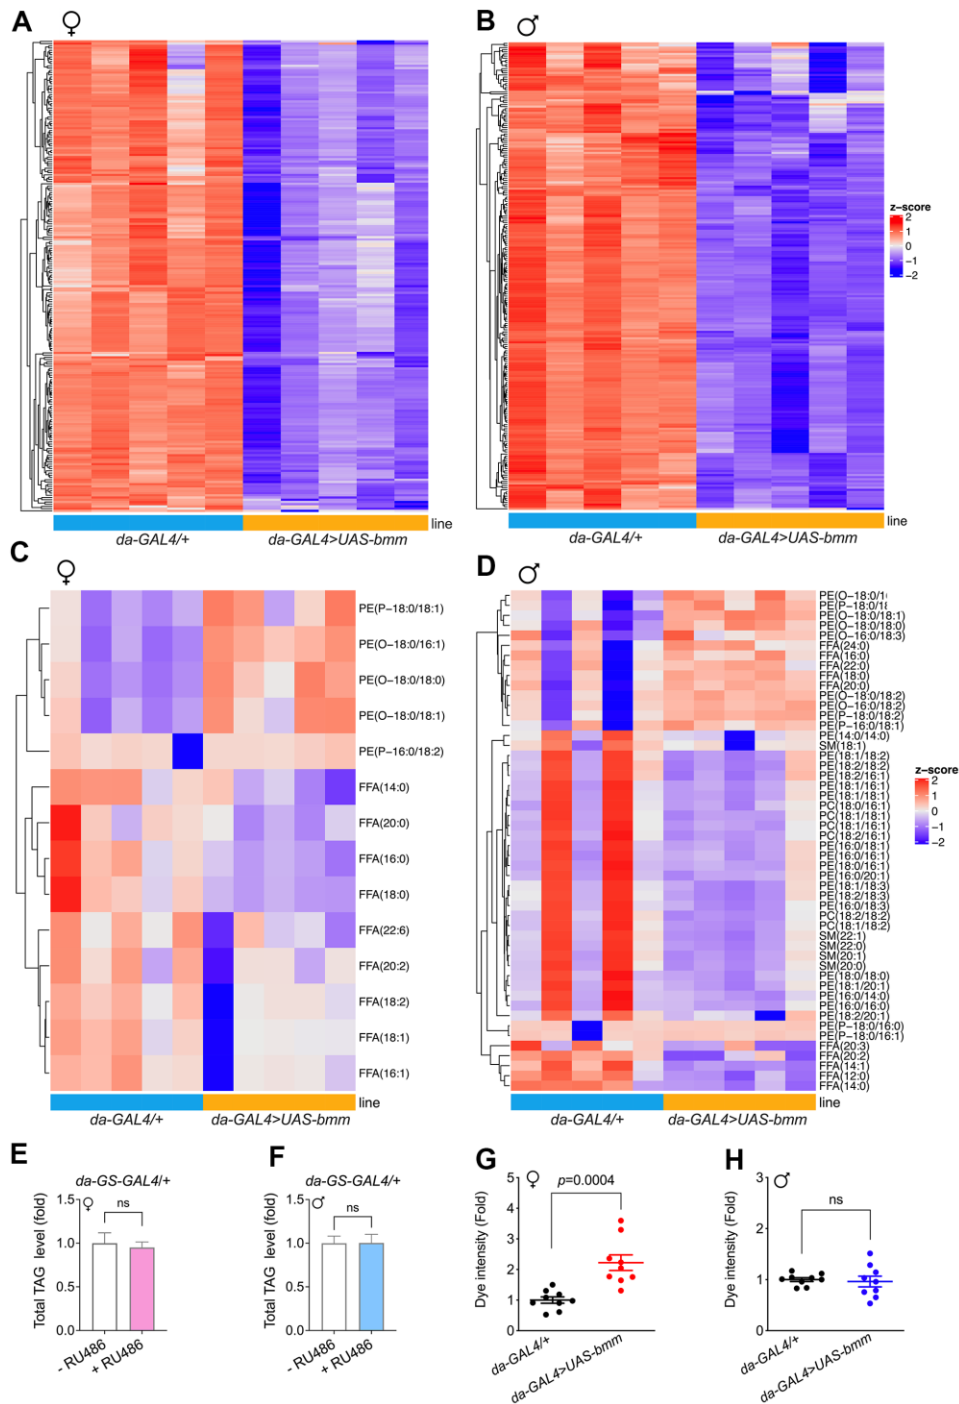 A ♀
B ♂
z-score
2
1
0
−1
−2
line
da-GAL4/+
da-GAL4>UAS-bmm
line
da-GAL4/+
da-GAL4>UAS-bmm
C ♀
PE(P−18:0/18:1)
PE(O−18:0/16:1)
PE(O−18:0/18:0)
PE(O−18:0/18:1)
PE(P−16:0/18:2)
FFA(14:0)
FFA(20:0)
FFA(16:0)
FFA(18:0)
FFA(22:6)
FFA(20:2)
FFA(18:2)
FFA(18:1)
FFA(16:1)
line
da-GAL4/+
da-GAL4>UAS-bmm
D ♂
PE(O−18:0/1
PE(P−18:0/18
PE(O−18:0/18:1)
PE(O−18:0/18:0)
PE(O−16:0/18:3)
FFA(24:0)
FFA(16:0)
FFA(22:0)
FFA(18:0)
FFA(20:0)
PE(O−18:0/18:2)
PE(O−16:0/18:2)
PE(P−18:0/18:2)
PE(P−16:0/18:1)
PE(14:0/14:0)
SM(18:1)
PE(18:1/18:2)
PE(18:2/18:2)
PE(18:2/16:1)
PE(18:1/16:1)
PE(18:1/18:1)
PC(18:0/16:1)
PC(18:1/18:1)
PC(18:1/16:1)
PC(18:2/16:1)
PE(16:0/18:1)
PE(16:0/16:1)
PE(18:0/16:1)
PE(16:0/20:1)
PE(18:1/18:3)
PE(18:2/18:3)
PE(16:0/18:3)
PC(18:2/18:2)
PC(18:1/18:2)
SM(22:1)
SM(22:0)
SM(20:1)
SM(20:0)
PE(18:0/18:0)
PE(18:1/20:1)
PE(16:0/14:0)
PE(16:0/16:0)
PE(18:2/20:1)
PE(P−18:0/16:0)
PE(P−18:0/16:1)
FFA(20:3)
FFA(20:2)
FFA(14:1)
FFA(12:0)
FFA(14:0)
z-score
2
1
0
−1
−2
line
da-GAL4/+
da-GAL4>UAS-bmm
E
da-GS-GAL4/+
♀
ns
Total TAG level (fold)
1.5
1.0
0.5
0.0
- RU486
+ RU486
F
da-GS-GAL4/+
♂
ns
Total TAG level (fold)
1.5
1.0
0.5
0.0
- RU486
+ RU486
G ♀
p=0.0004
Dye intensity (Fold)
5
4
3
2
1
0
da-GAL4/+
da-GAL4>UAS-bmm
H ♂
ns
Dye intensity (Fold)
3
2
1
0
da-GAL4/+
da-GAL4>UAS-bmm